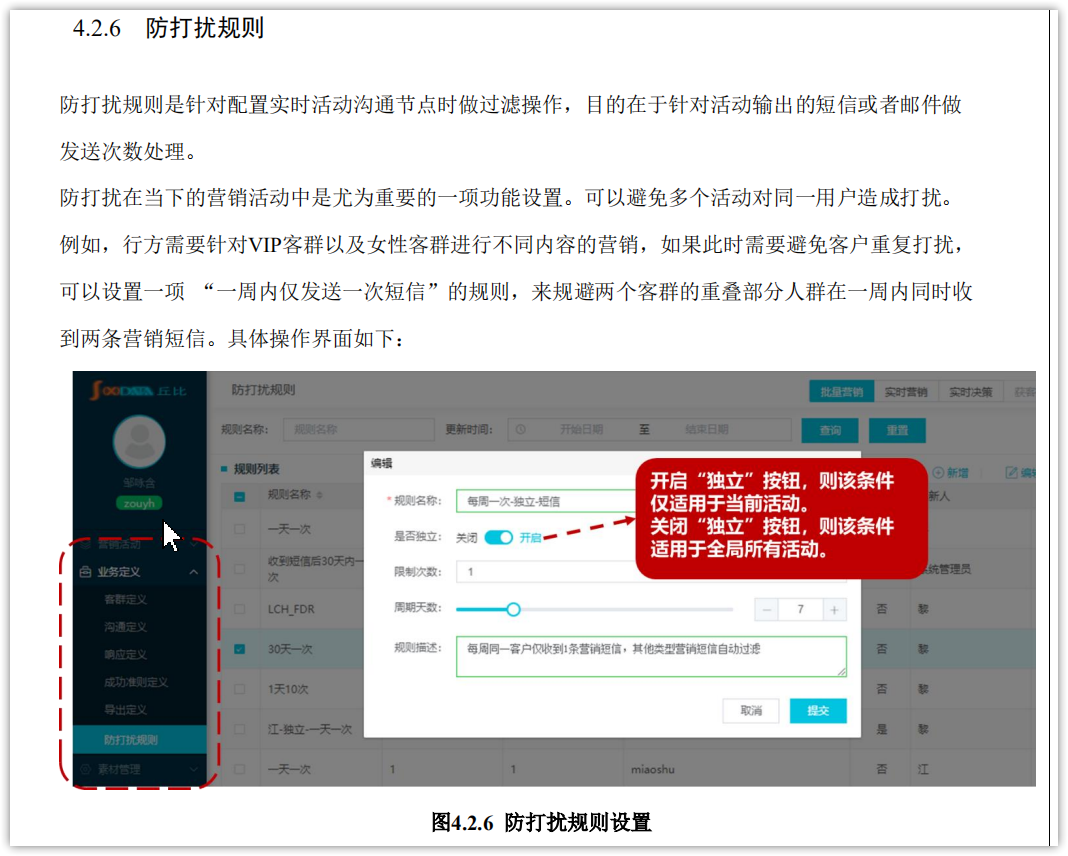 4.2.6 防打扰规则
防打扰规则是针对配置实时活动沟通节点时做过滤操作，目的在于针对活动输出的短信或者邮件做
发送次数处理。
防打扰在当下的营销活动中是尤为重要的一项功能设置。可以避免多个活动对同一用户造成打扰。
例如，行方需要针对VIP客群以及女性客群进行不同内容的营销，如果此时需要避免客户重复打扰，
可以设置一项 “一周内仅发送一次短信”的规则，来规避两个客群的重叠部分人群在一周内同时收
到两条营销短信。具体操作界面如下：
丘比
防打扰规则
批量营销 实时营销 实时决策 获客
规则名称： 规则名称 更新时间： 开始日期 至 结束日期 查询 重置
邹咏含
zouyh
规则列表
新增 编辑
规则名称
新人
一天一次
收到短信后30天内一
次
统管理员
LCH_FDR 否 黎
30天一次 否 黎
1天10次 否 黎
江-独立-一天一次 是 黎
一天一次 1 1 miaoshu 否 江
营销活动
业务定义
客群定义
沟通定义
响应定义
成功准则定义
导出定义
防打扰规则
素材管理
编辑
* 规则名称： 每周一次-独立-短信
是否独立： 关闭 开启
限制次数： 1
周期天数： － 7 +
规则描述： 每周同一客户仅收到1条营销短信，其他类型营销短信自动过滤
取消 提交
开启“独立”按钮，则该条件
仅适用于当前活动。
关闭“独立”按钮，则该条件
适用于全局所有活动。
图4.2.6 防打扰规则设置